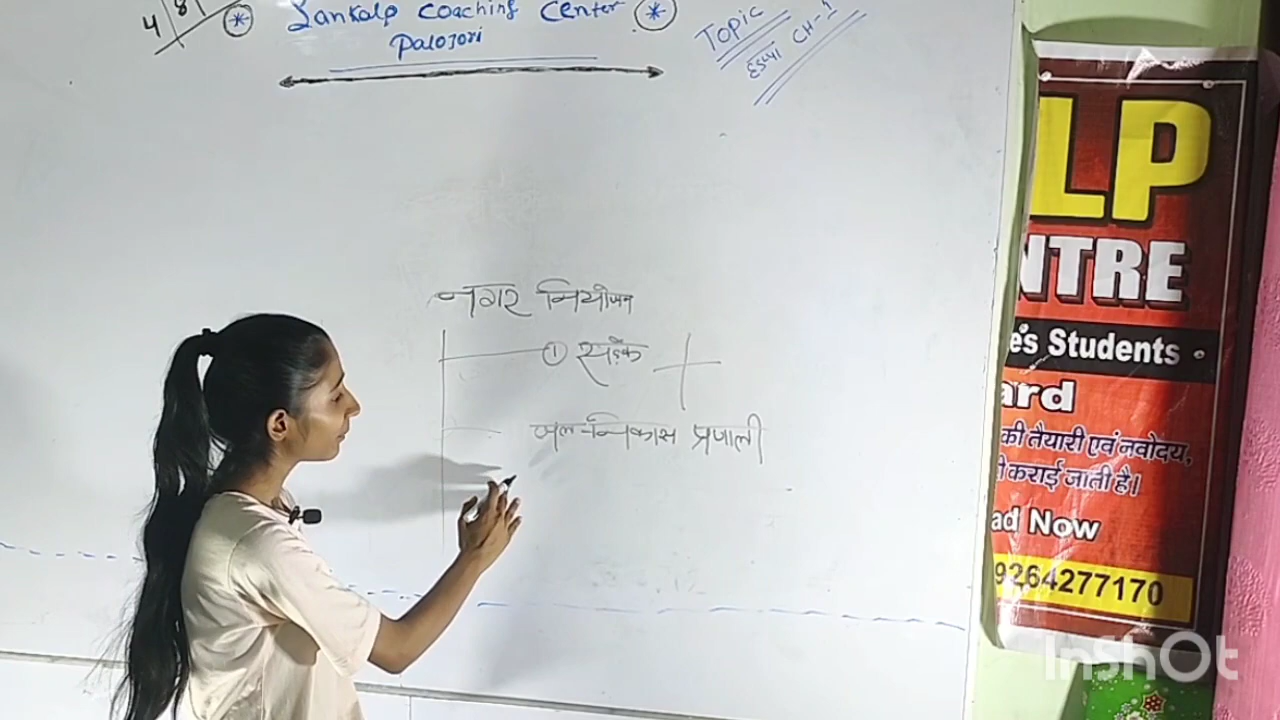 4 8
Sankalp Coaching Center
Palojori
Topic
CH-1
नगर नियोजन
① सड़के
जल-निकास प्रणाली
LP
NTRE
e's Students
ard
की तैयारी एवं नवोदय,
कराई जाती है।
ad Now
9264277170
InShOt